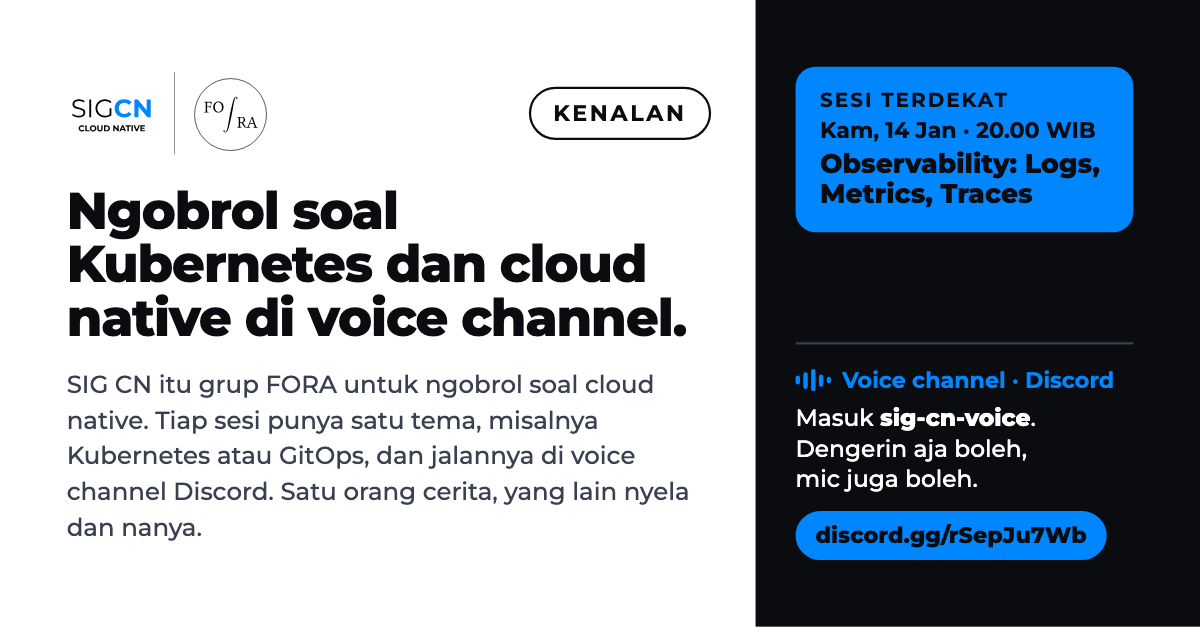 SIGCN
CLOUD NATIVE
FO RA
KENALAN
Ngobrol soal
Kubernetes dan cloud
native di voice channel.
SIG CN itu grup FORA untuk ngobrol soal cloud
native. Tiap sesi punya satu tema, misalnya
Kubernetes atau GitOps, dan jalannya di voice
channel Discord. Satu orang cerita, yang lain nyela
dan nanya.
SESI TERDEKAT
Kam, 14 Jan · 20.00 WIB
Observability: Logs,
Metrics, Traces
Voice channel · Discord
Masuk sig-cn-voice.
Dengerin aja boleh,
mic juga boleh.
discord.gg/rSepJu7Wb